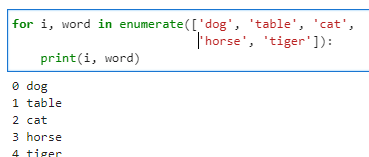 for i, word in enumerate(['dog', 'table', 'cat',
                          'horse', 'tiger']):
    print(i, word)
0 dog
1 table
2 cat
3 horse
4 tiger